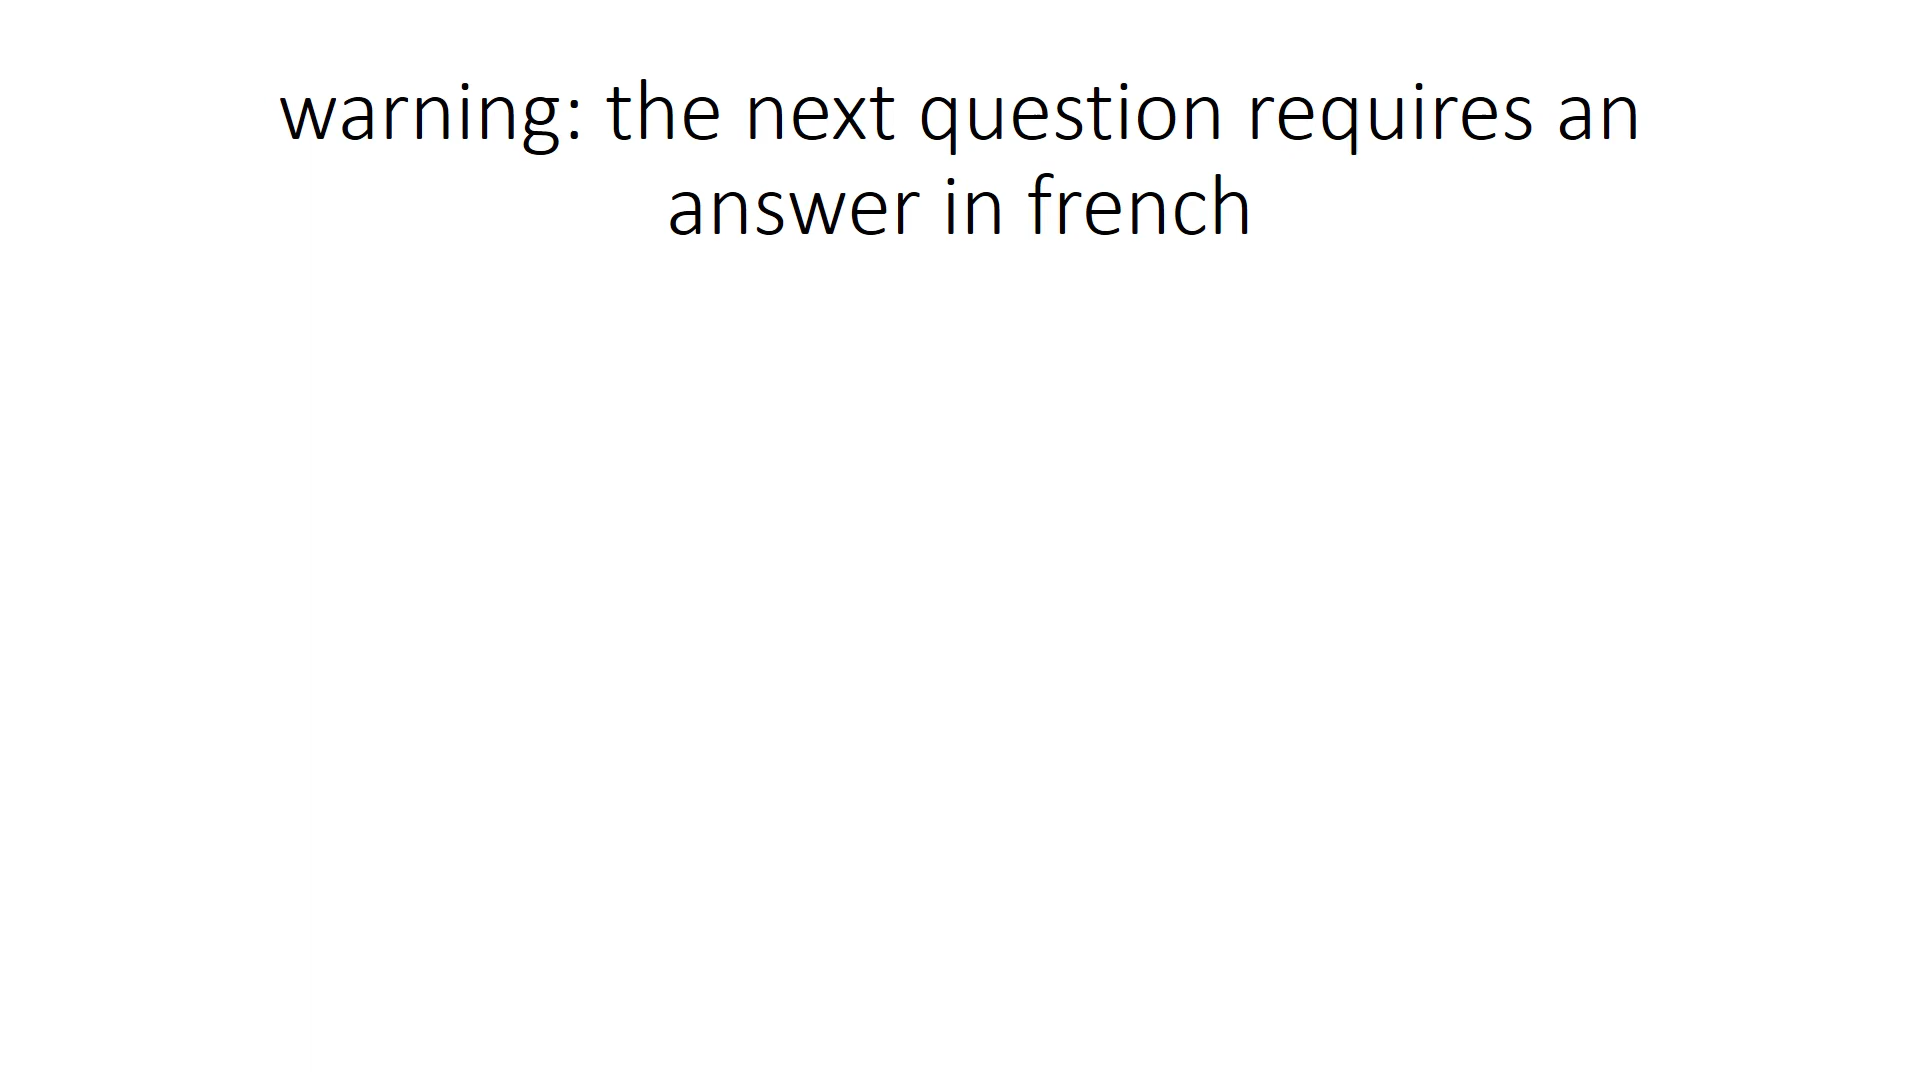 warning: the next question requires an
answer in french